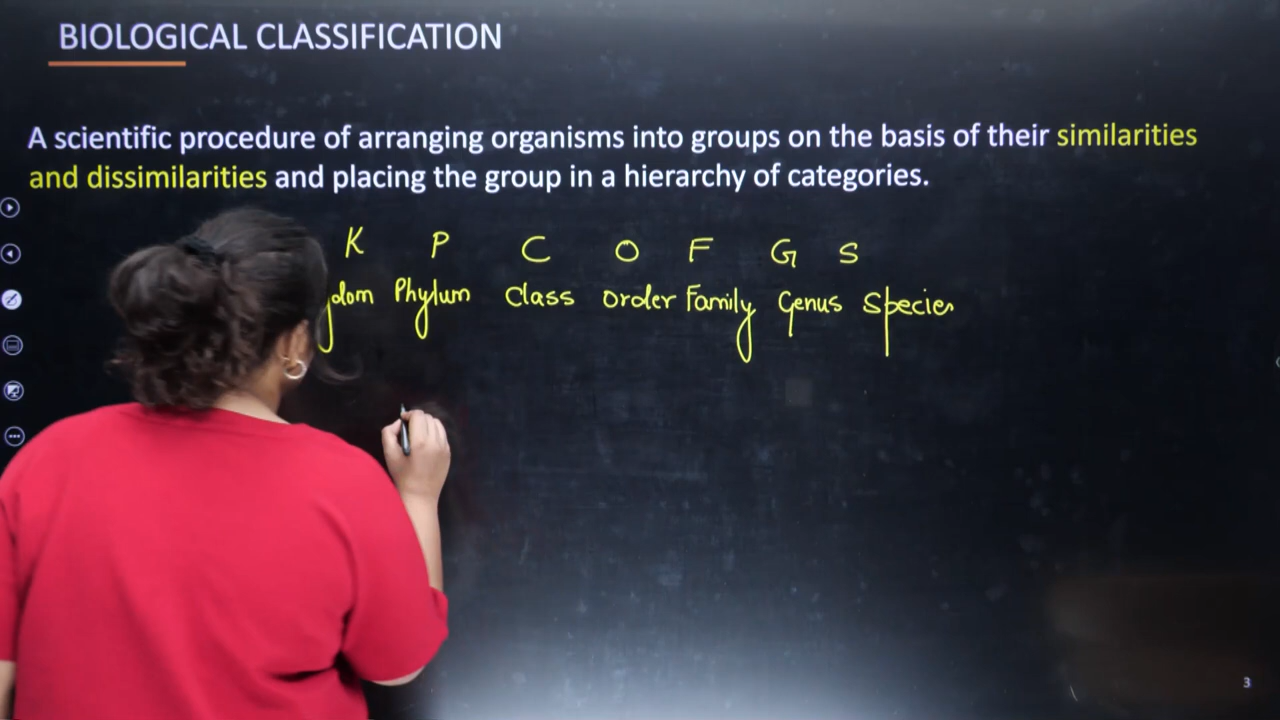 BIOLOGICAL CLASSIFICATION
A scientific procedure of arranging organisms into groups on the basis of their similarities
and dissimilarities and placing the group in a hierarchy of categories.
K P C O F G S
Phylum Class Order Family Genus Species
3